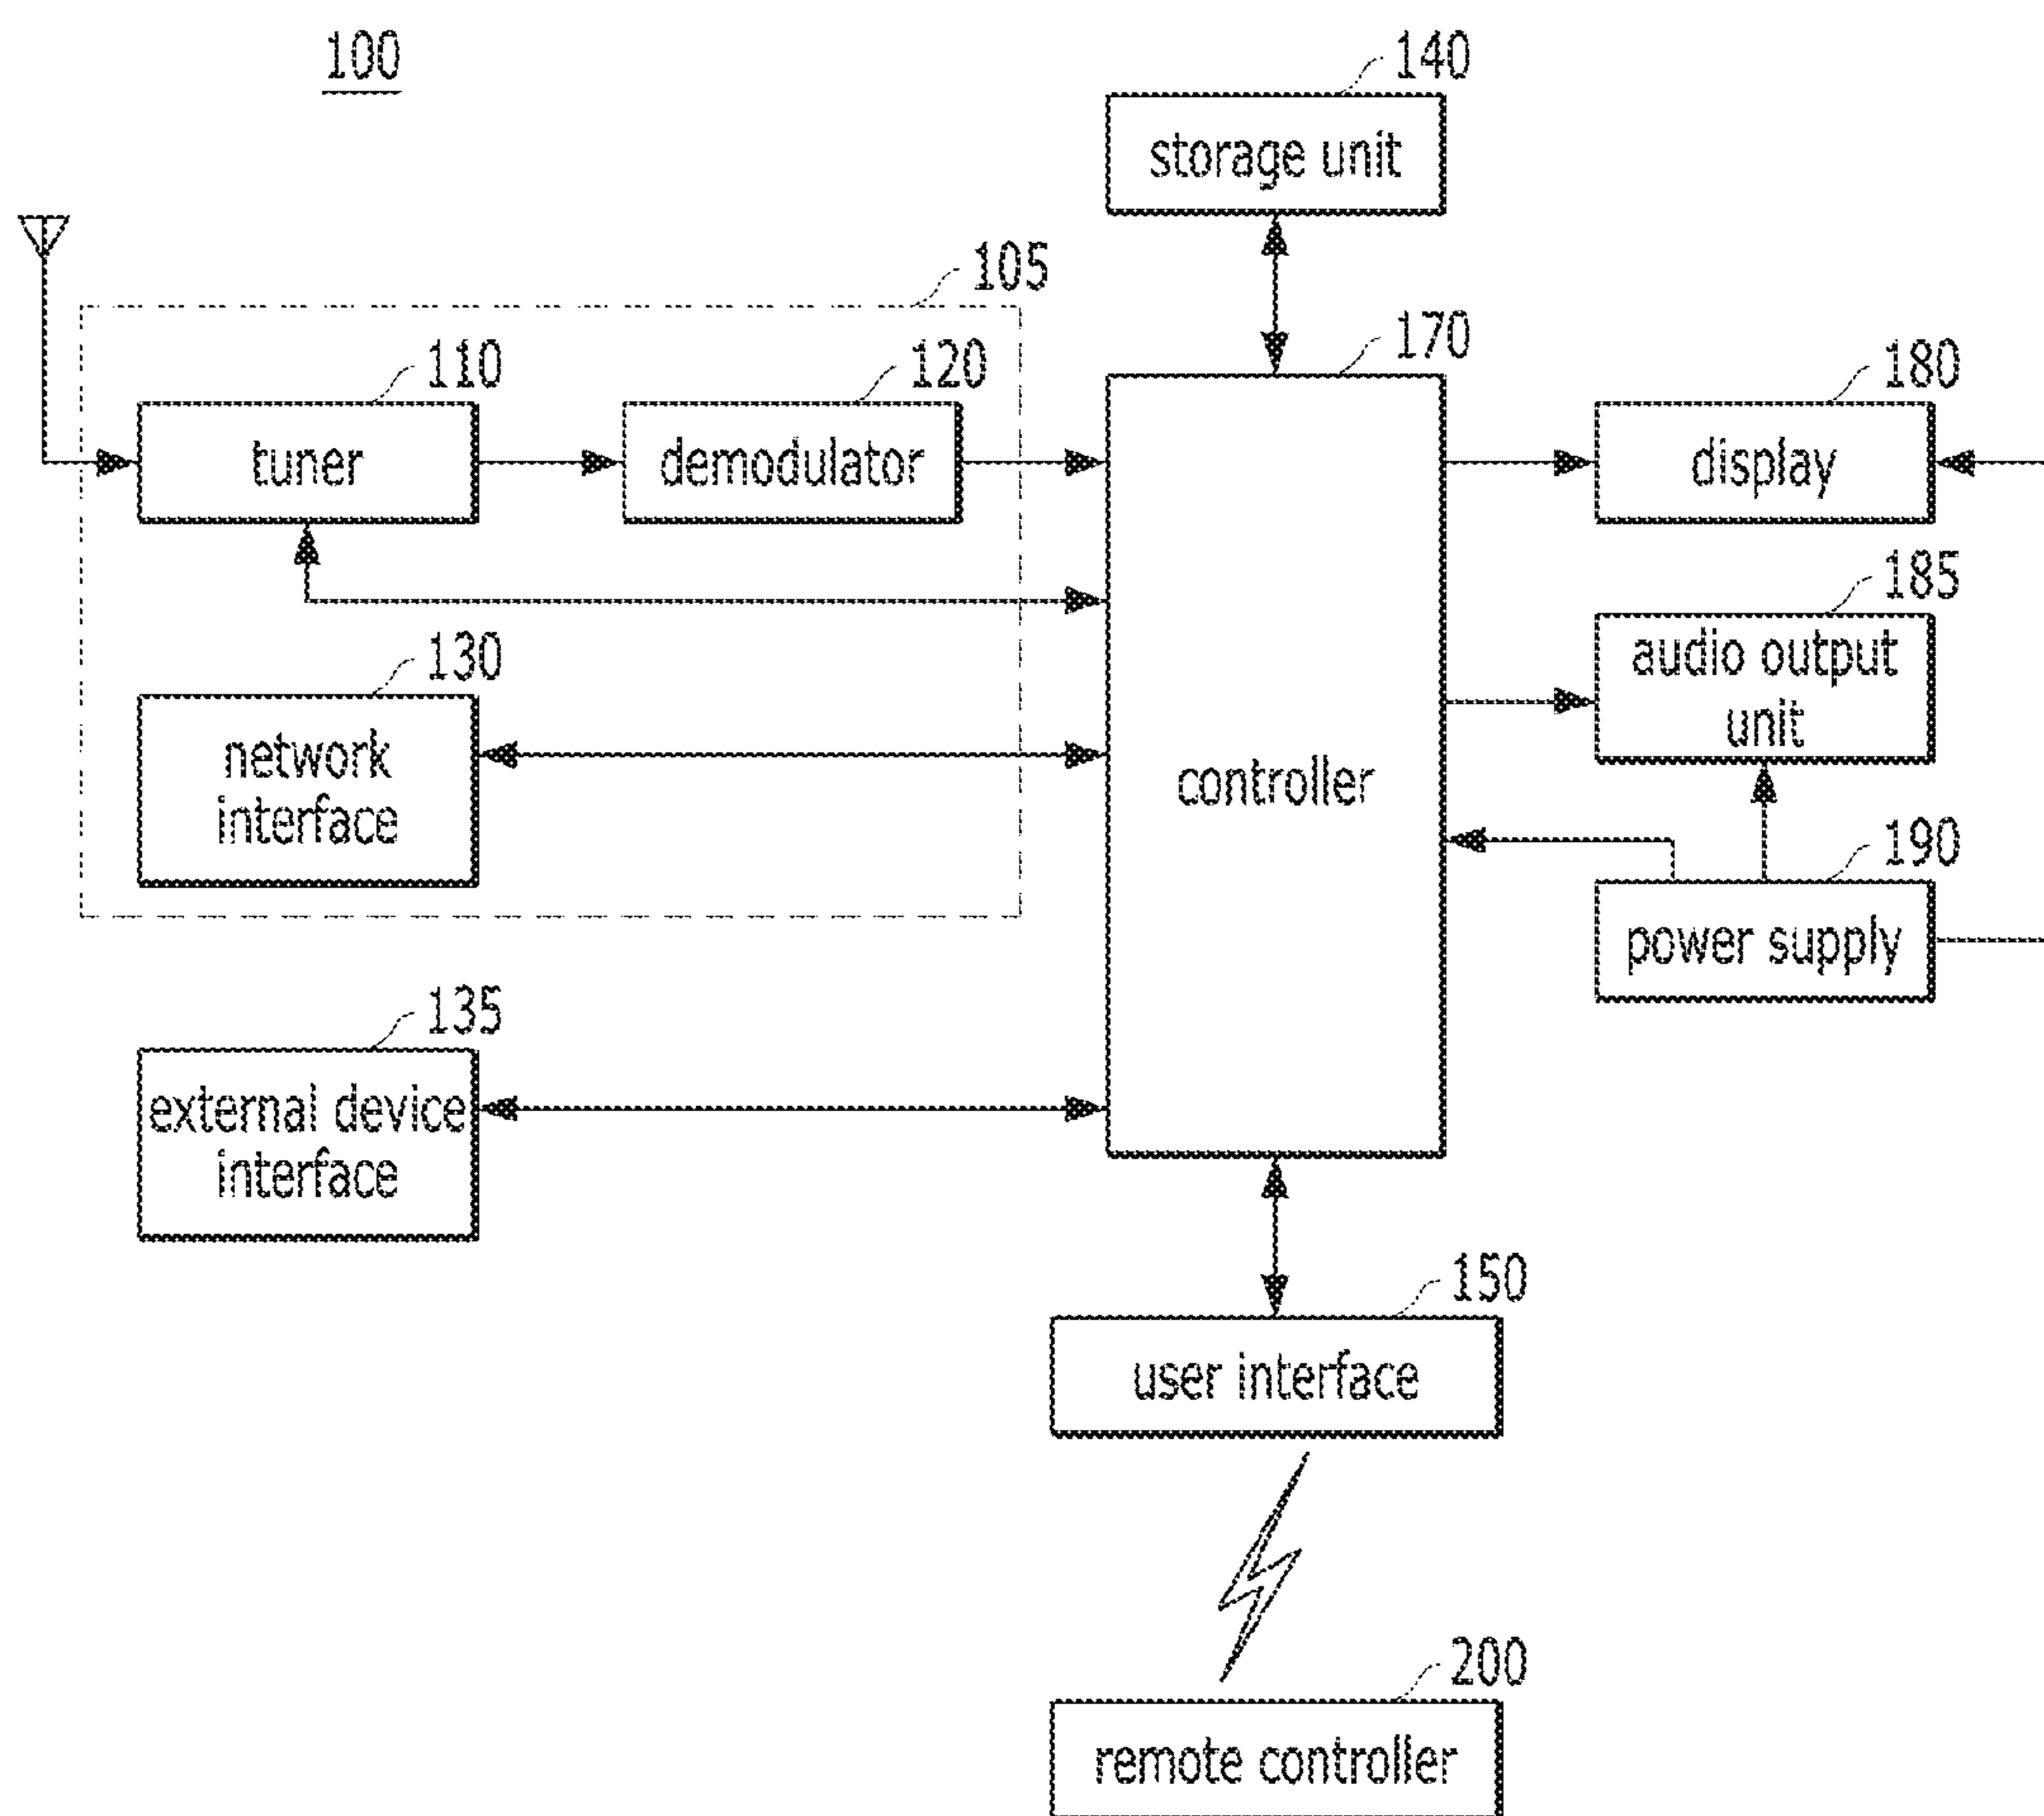 100
140
storage unit
105
110
tuner
120
demodulator
170
controller
180
display
185
audio output
unit
130
network
interface
190
power supply
135
external device
interface
150
user interface
200
remote controller